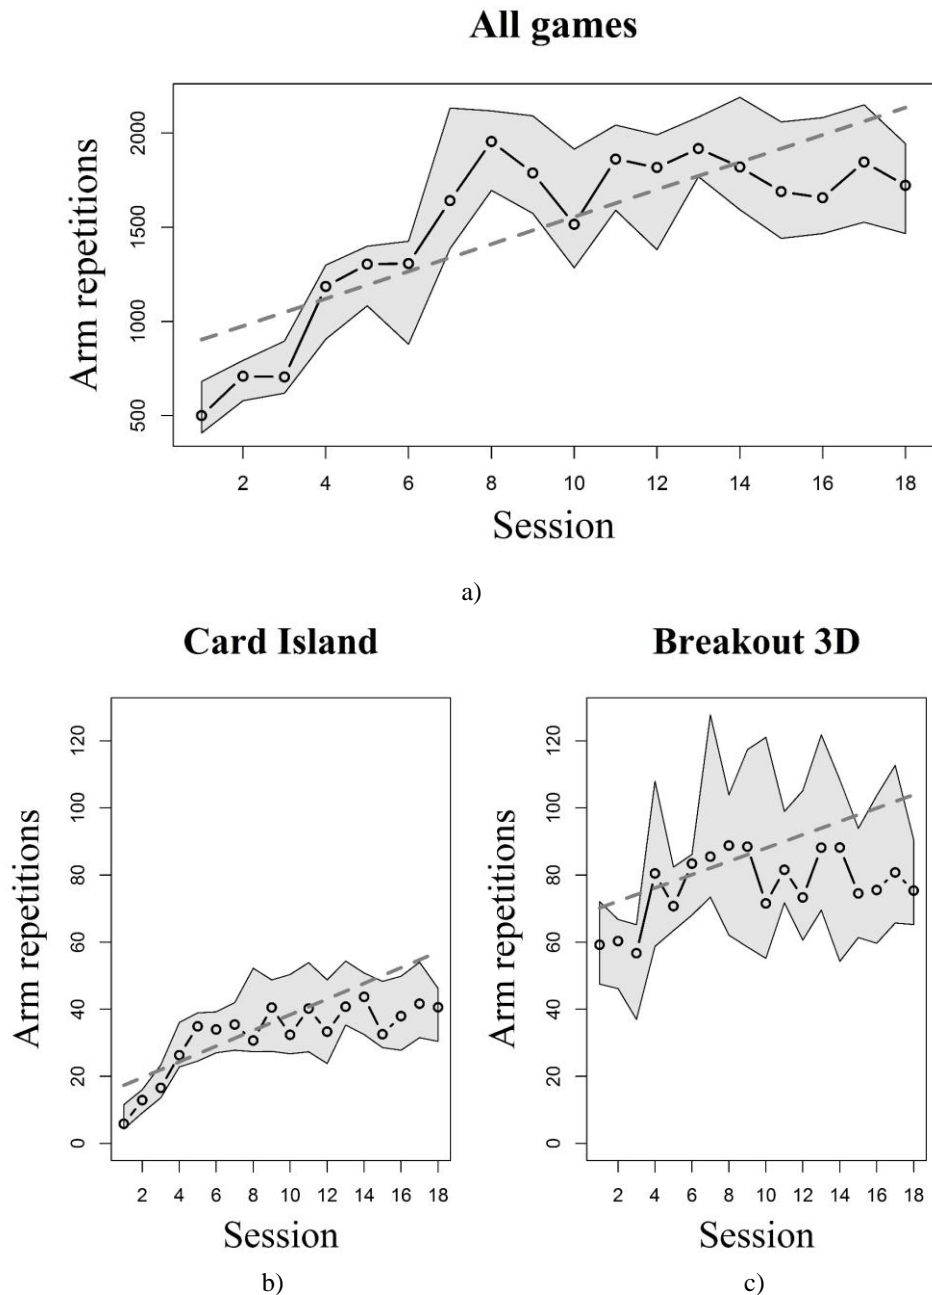 All games
Arm repetitions
2000
1500
1000
500
2 4 6 8 10 12 14 16 18
Session
a)
Card Island
Arm repetitions
120
100
80
60
40
20
0
2 4 6 8 10 12 14 16 18
Session
b)
Breakout 3D
Arm repetitions
120
100
80
60
40
20
0
2 4 6 8 10 12 14 16 18
Session
c)